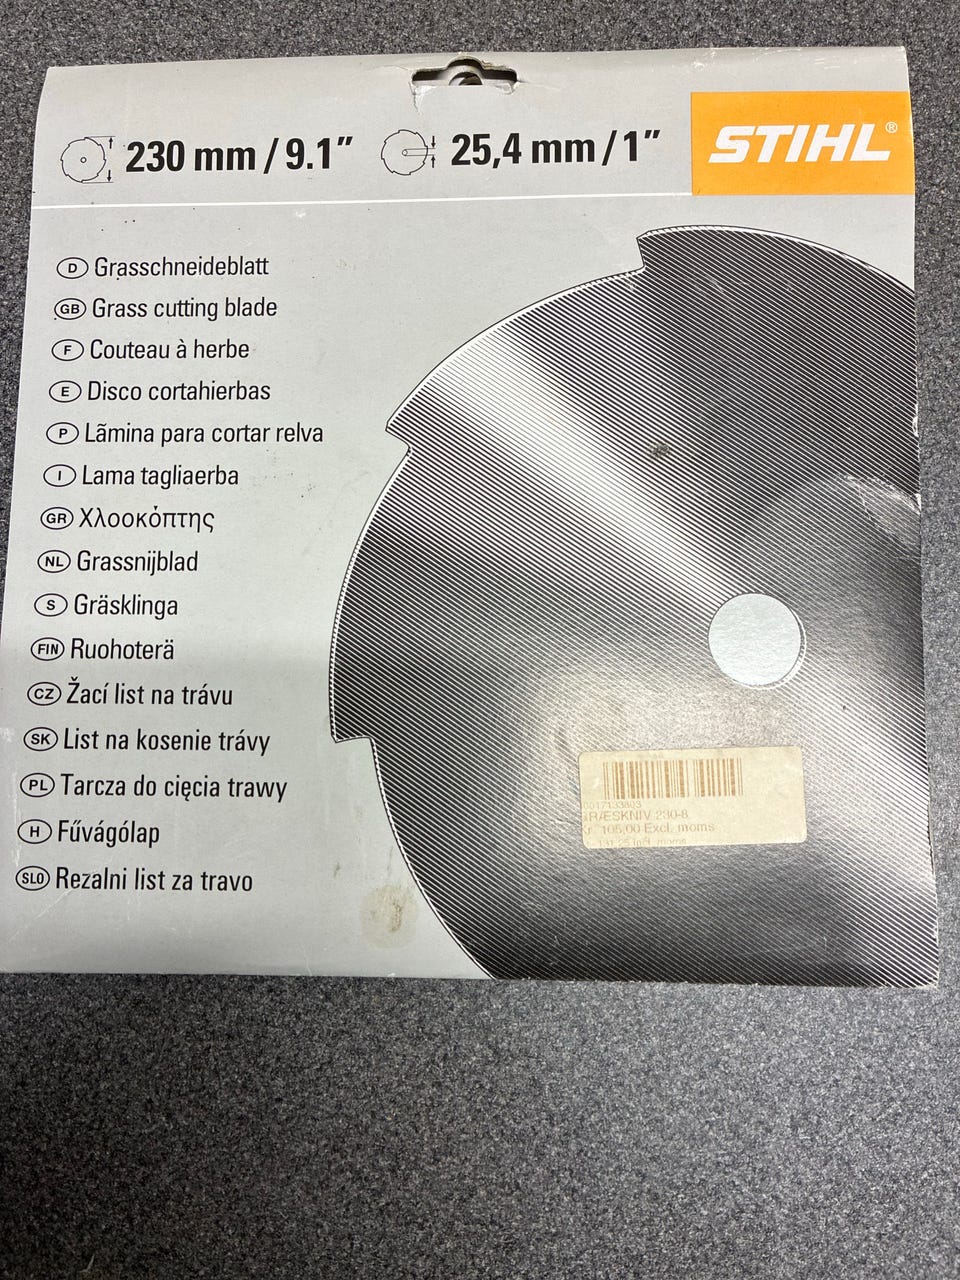 230 mm / 9.1"
25,4 mm / 1"
STIHL®
D Grasschneideblatt
GB Grass cutting blade
F Couteau à herbe
E Disco cortahierbas
P Lãmina para cortar relva
I Lama tagliaerba
GR Χλοοκόπτης
NL Grassnijblad
S Gräsklinga
FIN Ruohoterä
CZ Žací list na trávu
SK List na kosenie trávy
PL Tarcza do cięcia trawy
H Fűvágólap
SLO Rezalni list za travo
RÆSKNIV 230-8
105,00 Excl. moms